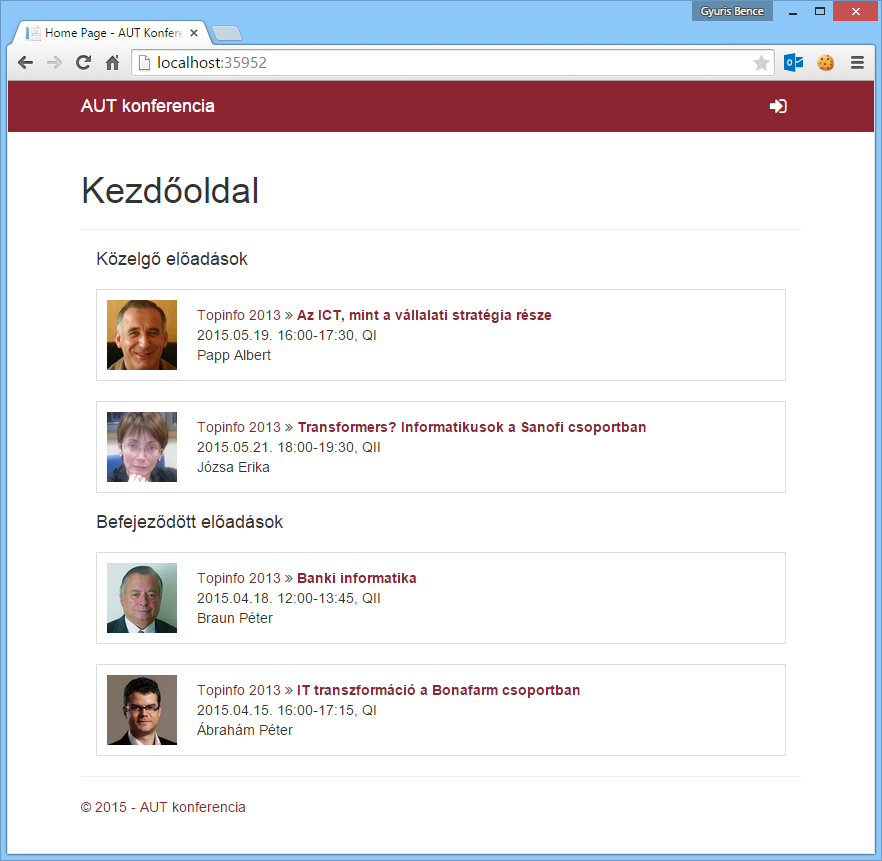 Gyuris Bence
Home Page - AUT Konfere
localhost:35952
AUT konferencia
Kezdőoldal
Közelgő előadások
Topinfo 2013 » Az ICT, mint a vállalati stratégia része
2015.05.19. 16:00-17:30, QI
Papp Albert
Topinfo 2013 » Transformers? Informatikusok a Sanofi csoportban
2015.05.21. 18:00-19:30, QII
Józsa Erika
Befejeződött előadások
Topinfo 2013 » Banki informatika
2015.04.18. 12:00-13:45, QII
Braun Péter
Topinfo 2013 » IT transzformáció a Bonafarm csoportban
2015.04.15. 16:00-17:15, QI
Ábrahám Péter
© 2015 - AUT konferencia